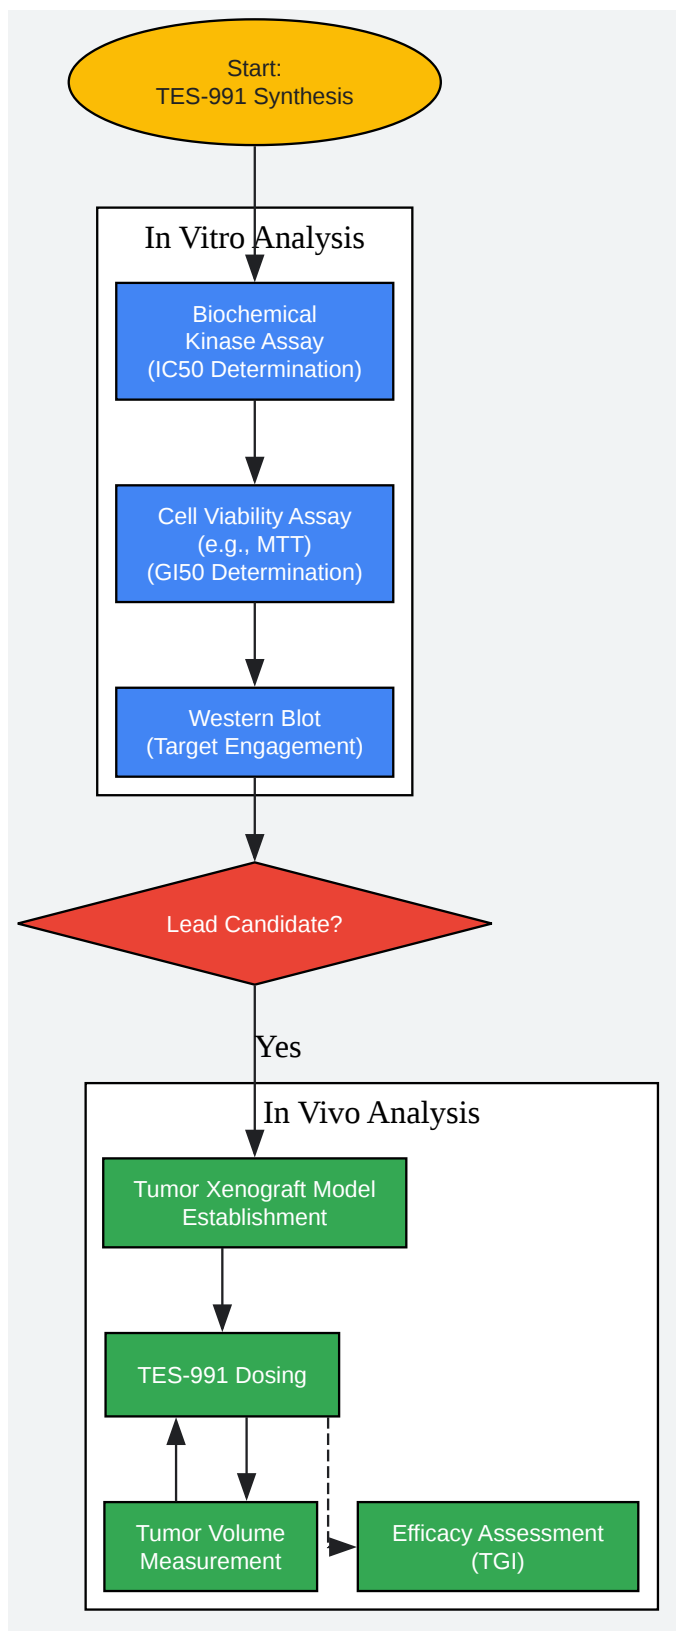 Start:
TES-991 Synthesis
In Vitro Analysis
Biochemical
Kinase Assay
(IC50 Determination)
Cell Viability Assay
(e.g., MTT)
(GI50 Determination)
Western Blot
(Target Engagement)
Lead Candidate?
Yes
In Vivo Analysis
Tumor Xenograft Model
Establishment
TES-991 Dosing
Tumor Volume
Measurement
Efficacy Assessment
(TGI)